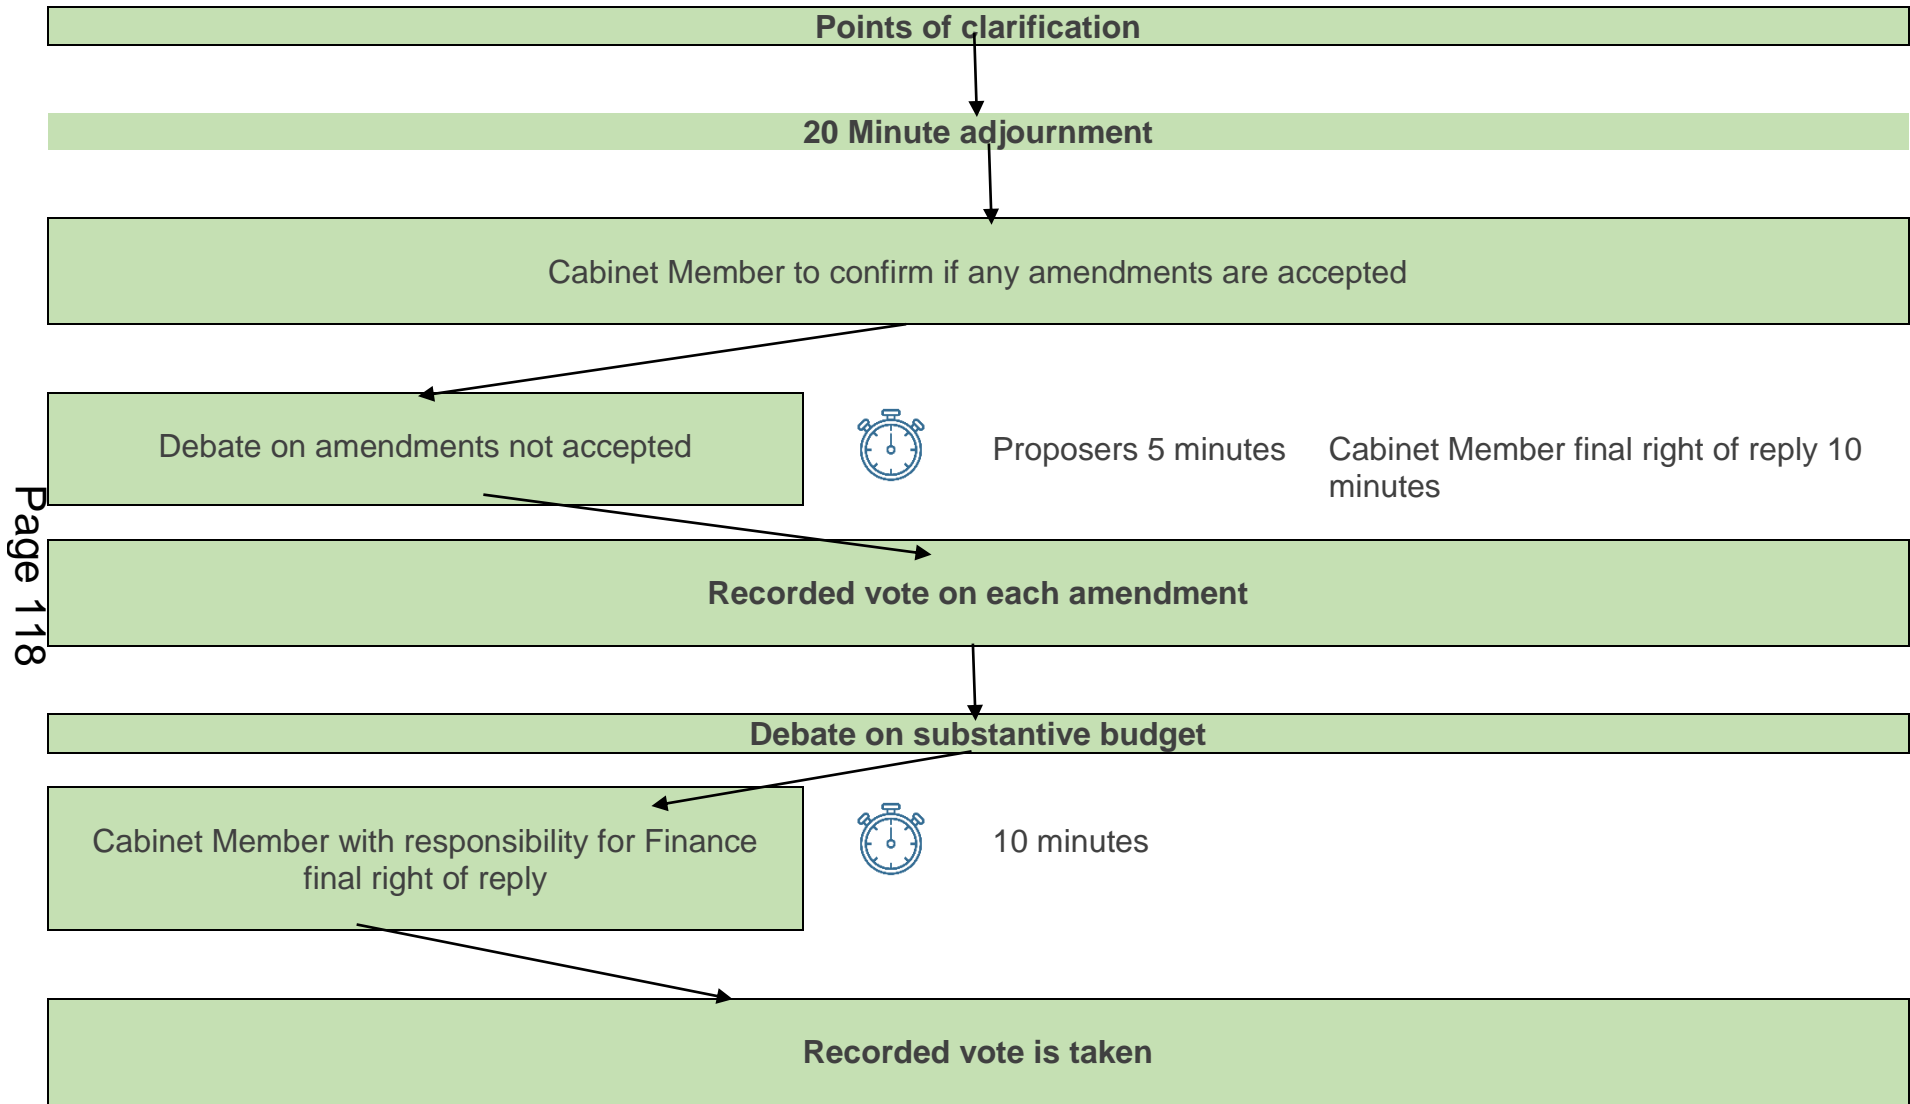 Points of clarification
20 Minute adjournment
Cabinet Member to confirm if any amendments are accepted
Debate on amendments not accepted
Proposers 5 minutes
Cabinet Member final right of reply 10
minutes
Page 118
Recorded vote on each amendment
Debate on substantive budget
Cabinet Member with responsibility for Finance
final right of reply
10 minutes
Recorded vote is taken